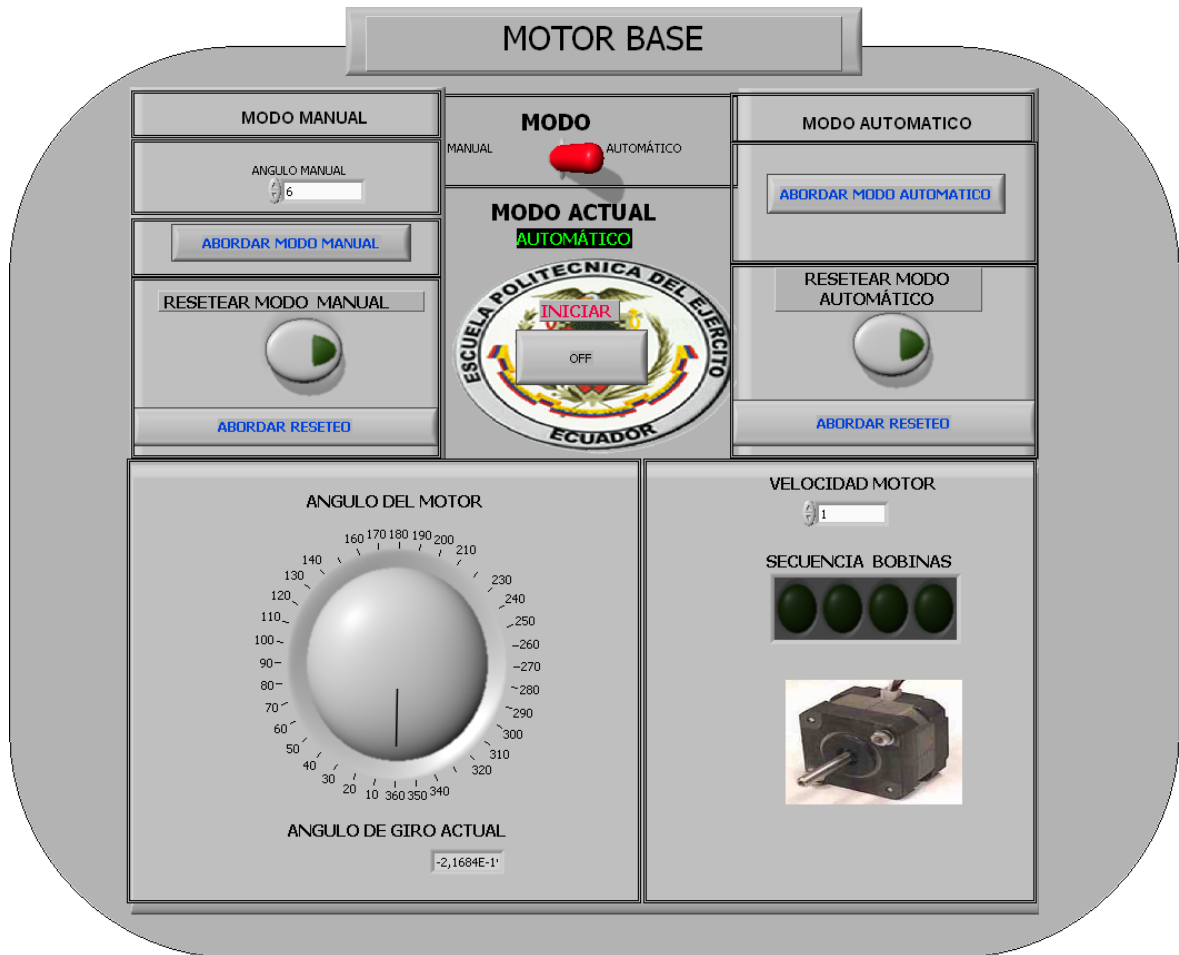 MOTOR BASE
MODO MANUAL
ANGULO MANUAL
6
ABORDAR MODO MANUAL
RESETEAR MODO MANUAL
ABORDAR RESETEO
MODO
MANUAL
AUTOMÁTICO
MODO ACTUAL
AUTOMÁTICO
ESCUELA POLITECNICA DEL EJERCITO
INICIAR
OFF
ECUADOR
MODO AUTOMATICO
ABORDAR MODO AUTOMATICO
RESETEAR MODO
AUTOMÁTICO
ABORDAR RESETEO
ANGULO DEL MOTOR
10
20
30
40
50
60
70
80
90
100
110
120
130
140
160
170
180
190
200
210
230
240
250
260
270
280
290
300
310
320
340
350
360
ANGULO DE GIRO ACTUAL
-2,1684E-1
VELOCIDAD MOTOR
1
SECUENCIA BOBINAS